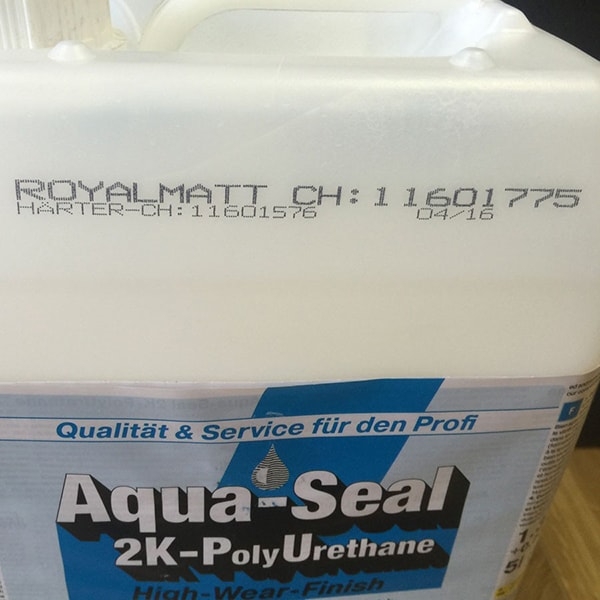 ROYALMATT CH:11601775
HÄRTER-CH:11601576 04/16
Qualität & Service für den Profi
Aqua-Seal
2K-PolyUrethane
High-Wear-Finish